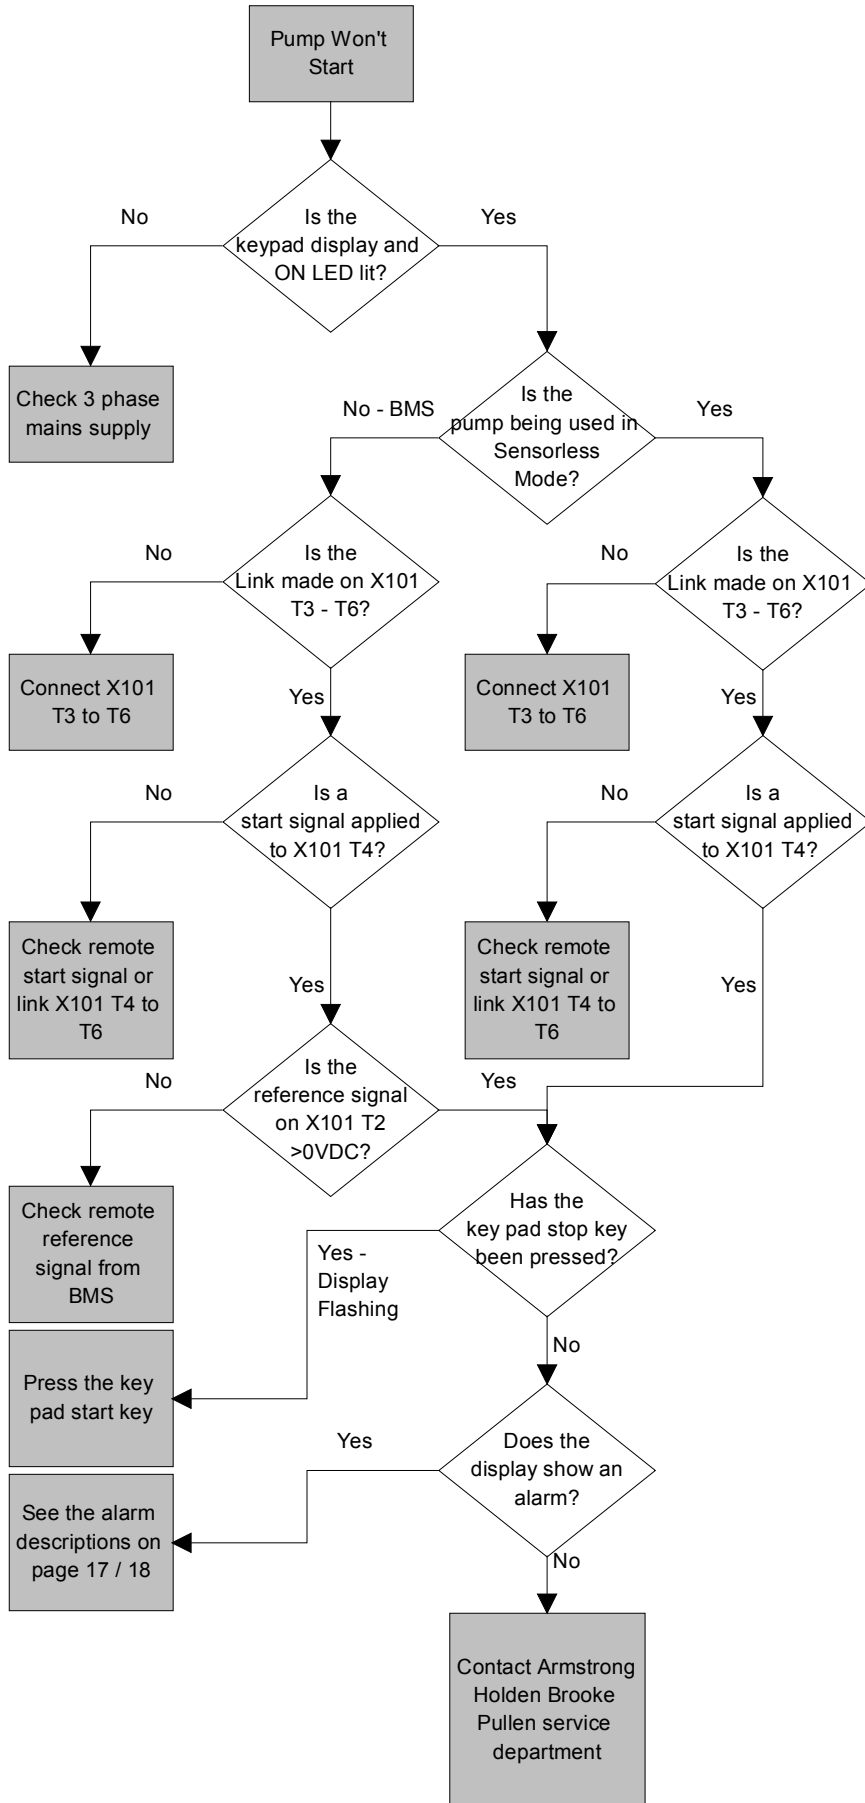 Pump Won't
Start
No
Is the
keypad display and
ON LED lit?
Yes
Check 3 phase
mains supply
No - BMS
Is the
pump being used in
Sensorless
Mode?
Yes
No
Is the
Link made on X101
T3 - T6?
No
Is the
Link made on X101
T3 - T6?
Connect X101
T3 to T6
Yes
Connect X101
T3 to T6
Yes
No
Is a
start signal applied
to X101 T4?
No
Is a
start signal applied
to X101 T4?
Check remote
start signal or
link X101 T4 to
T6
Yes
Check remote
start signal or
link X101 T4 to
T6
Yes
No
Is the
reference signal
on X101 T2
>0VDC?
Yes
Check remote
reference
signal from
BMS
Has the
key pad stop key
been pressed?
Yes -
Display
Flashing
No
Press the key
pad start key
Yes
Does the
display show an
alarm?
See the alarm
descriptions on
page 17 / 18
No
Contact Armstrong
Holden Brooke
Pullen service
department